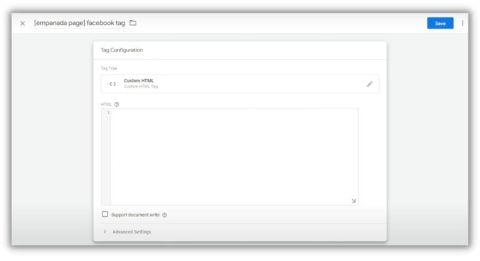 [empanada page] facebook tag
Save
Tag Configuration
Tag Type
Custom HTML
Custom HTML Tag
HTML
1
Support document.write
Advanced Settings